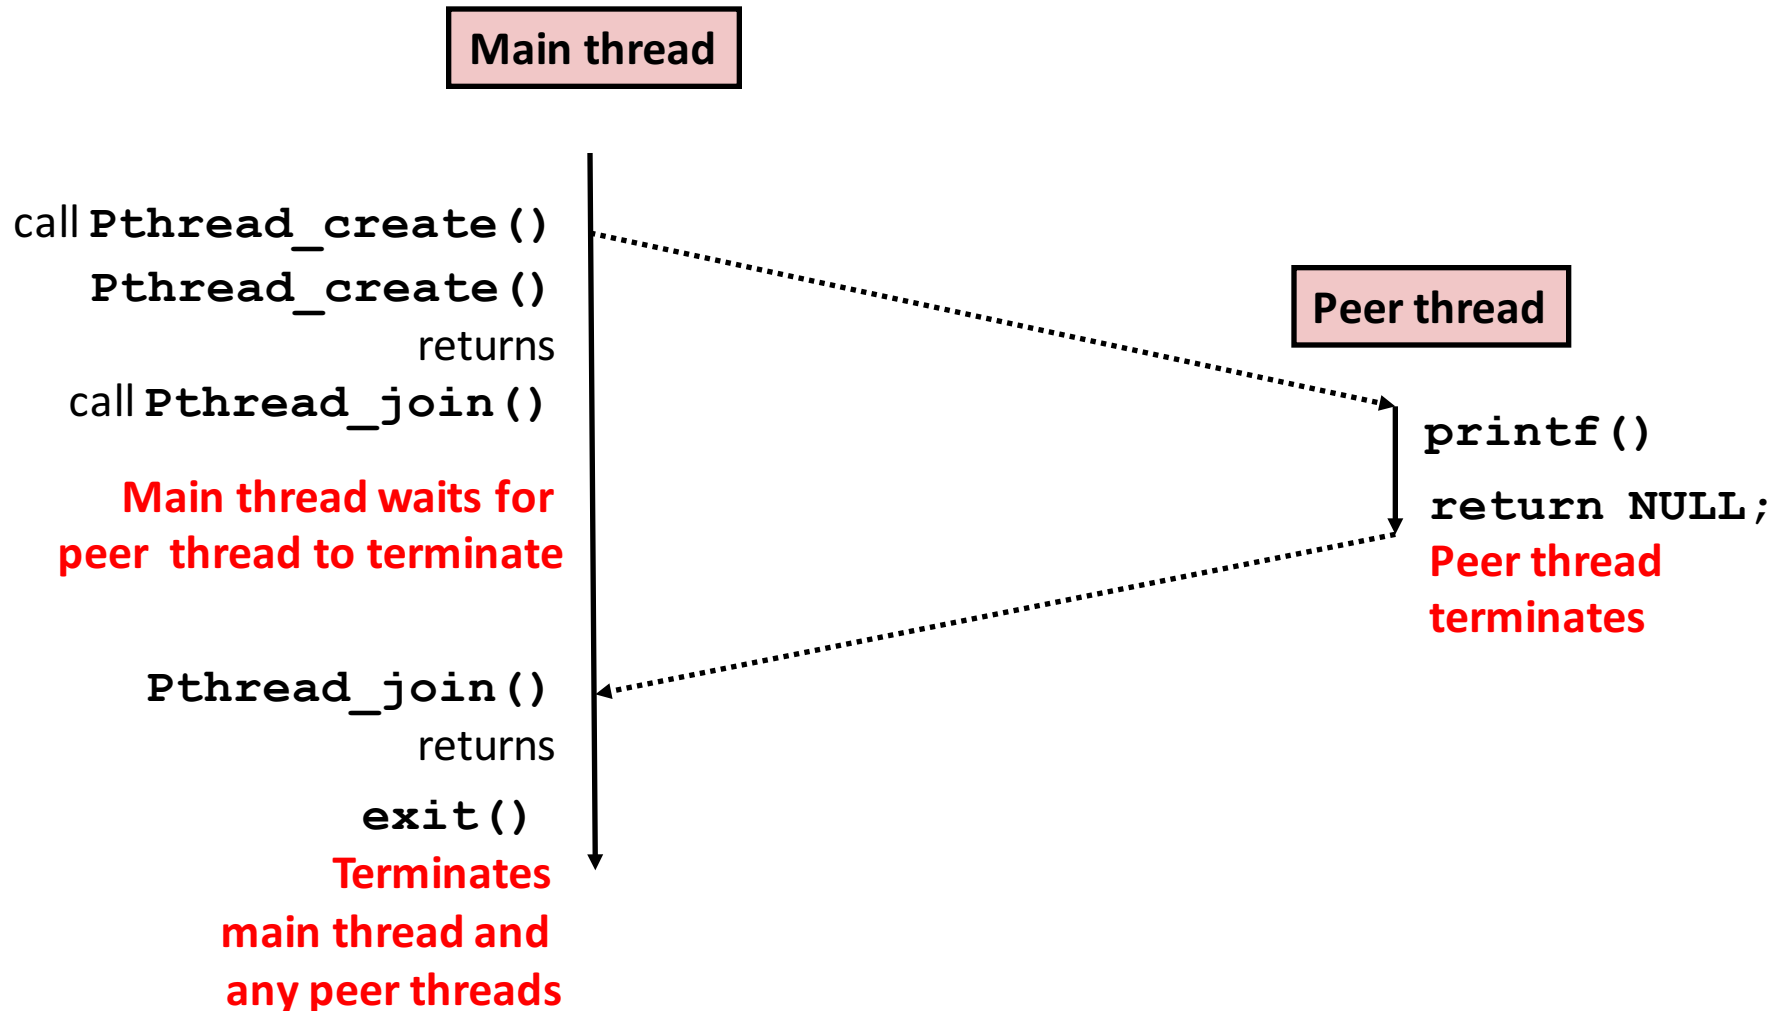 Main thread
call Pthread_create()
Pthread_create()
returns
call Pthread_join()
Main thread waits for
peer thread to terminate
Pthread_join()
returns
exit()
Terminates
main thread and
any peer threads
Peer thread
printf()
return NULL;
Peer thread
terminates